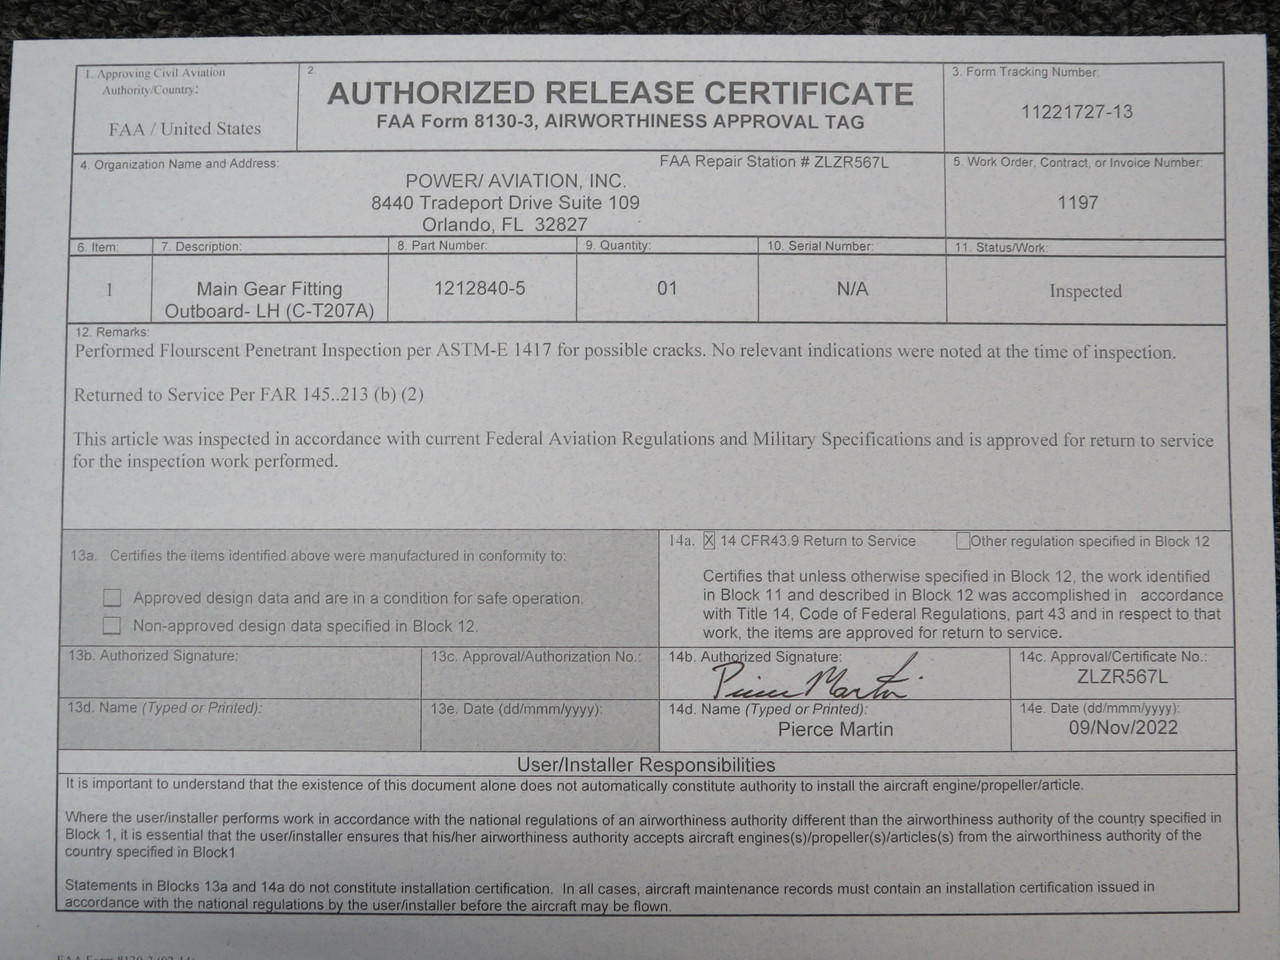 1. Approving Civil Aviation
Authority/Country:
FAA / United States
2.
AUTHORIZED RELEASE CERTIFICATE
FAA Form 8130-3, AIRWORTHINESS APPROVAL TAG
3. Form Tracking Number:
11221727-13
4. Organization Name and Address:
FAA Repair Station # ZLZR567L
POWER/ AVIATION, INC.
8440 Tradeport Drive Suite 109
Orlando, FL 32827
5. Work Order, Contract, or Invoice Number:
1197
6. Item:
7. Description:
8. Part Number:
9. Quantity:
10. Serial Number:
11. Status/Work:
1
Main Gear Fitting
Outboard- LH (C-T207A)
1212840-5
01
N/A
Inspected
12. Remarks:
Performed Flourscent Penetrant Inspection per ASTM-E 1417 for possible cracks. No relevant indications were noted at the time of inspection.
Returned to Service Per FAR 145..213 (b) (2)
This article was inspected in accordance with current Federal Aviation Regulations and Military Specifications and is approved for return to service
for the inspection work performed.
13a. Certifies the items identified above were manufactured in conformity to:
Approved design data and are in a condition for safe operation.
Non-approved design data specified in Block 12.
14a. X 14 CFR43.9 Return to Service
Other regulation specified in Block 12
Certifies that unless otherwise specified in Block 12, the work identified
in Block 11 and described in Block 12 was accomplished in accordance
with Title 14, Code of Federal Regulations, part 43 and in respect to that
work, the items are approved for return to service.
13b. Authorized Signature:
13c. Approval/Authorization No.:
14b. Authorized Signature:
Pierce Martin
14c. Approval/Certificate No.:
ZLZR567L
13d. Name (Typed or Printed):
13e. Date (dd/mmm/yyyy):
14d. Name (Typed or Printed):
Pierce Martin
14e. Date (dd/mmm/yyyy):
09/Nov/2022
User/Installer Responsibilities
It is important to understand that the existence of this document alone does not automatically constitute authority to install the aircraft engine/propeller/article.
Where the user/installer performs work in accordance with the national regulations of an airworthiness authority different than the airworthiness authority of the country specified in
Block 1, it is essential that the user/installer ensures that his/her airworthiness authority accepts aircraft engines(s)/propeller(s)/articles(s) from the airworthiness authority of the
country specified in Block1
Statements in Blocks 13a and 14a do not constitute installation certification. In all cases, aircraft maintenance records must contain an installation certification issued in
accordance with the national regulations by the user/installer before the aircraft may be flown.